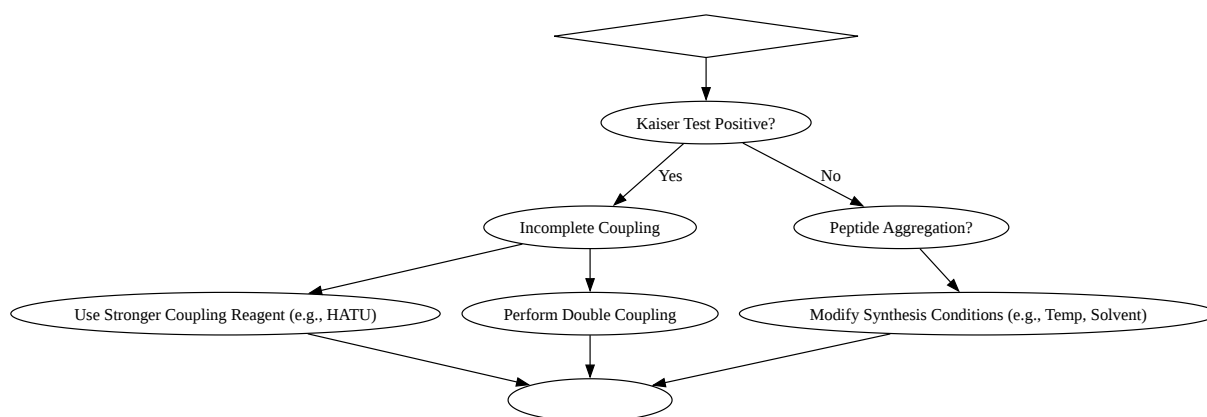 Kaiser Test Positive?
Yes
No
Incomplete Coupling
Peptide Aggregation?
Use Stronger Coupling Reagent (e.g., HATU)
Perform Double Coupling
Modify Synthesis Conditions (e.g., Temp, Solvent)